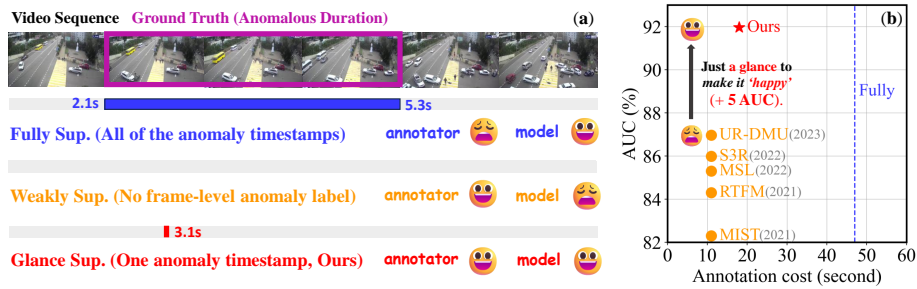 Video Sequence Ground Truth (Anomalous Duration) (a)
2.1s 5.3s
Fully Sup. (All of the anomaly timestamps) annotator model
Weakly Sup. (No frame-level anomaly label) annotator model
3.1s
Glance Sup. (One anomaly timestamp, Ours) annotator model
(b)
92
90
88
86
84
82
AUC (%)
Ours
Just a glance to
make it 'happy'
(+ 5 AUC).
Fully
UR-DMU(2023)
S3R(2022)
MSL(2022)
RTFM(2021)
MIST(2021)
0 10 20 30 40 50 60
Annotation cost (second)